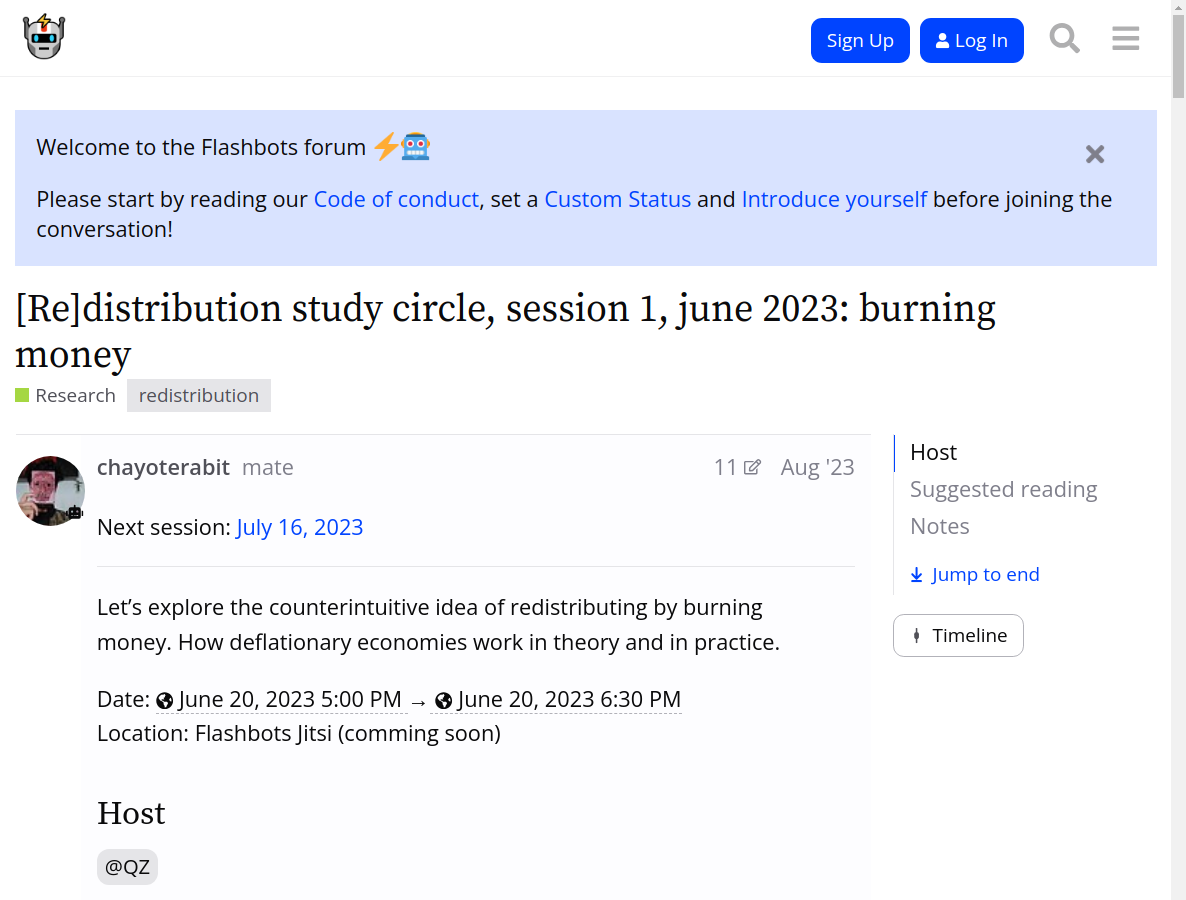 Sign Up
Log In
Welcome to the Flashbots forum
Please start by reading our Code of conduct, set a Custom Status and Introduce yourself before joining the
conversation!
[Re]distribution study circle, session 1, june 2023: burning
money
Research redistribution
chayoterabit mate 11 Aug '23
Next session: July 16, 2023
Let’s explore the counterintuitive idea of redistributing by burning
money. How deflationary economies work in theory and in practice.
Date: June 20, 2023 5:00 PM → June 20, 2023 6:30 PM
Location: Flashbots Jitsi (comming soon)
Host
@QZ
Host
Suggested reading
Notes
Jump to end
Timeline